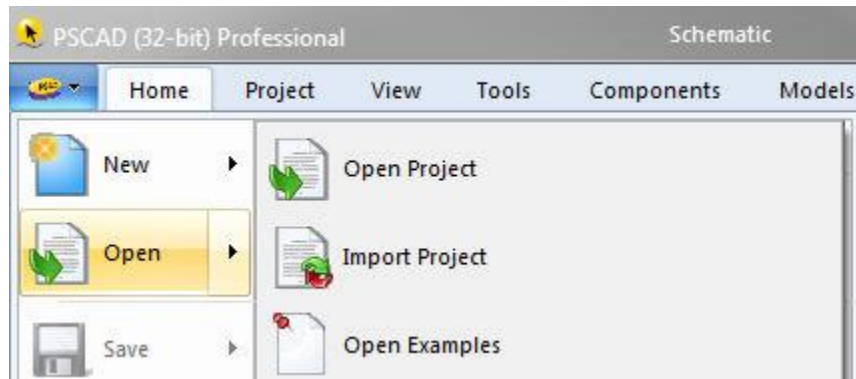 PSCAD (32-bit) Professional Schematic
Home Project View Tools Components Models
New Open Project
Open Import Project
Save Open Examples